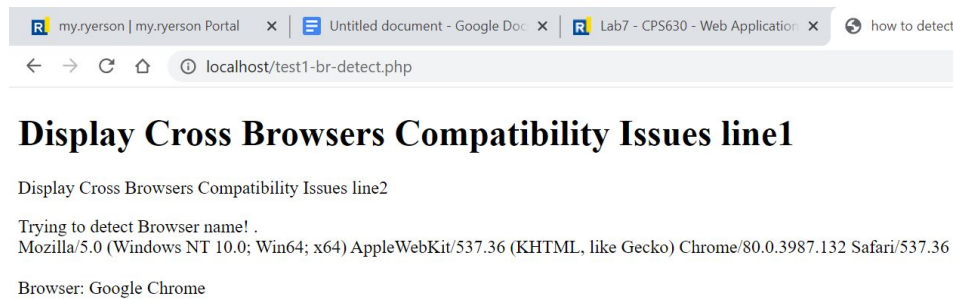 my.ryerson | my.ryerson Portal
Untitled document - Google Doc
Lab7 - CPS630 - Web Application
how to detect
localhost/test1-br-detect.php
Display Cross Browsers Compatibility Issues line1
Display Cross Browsers Compatibility Issues line2
Trying to detect Browser name! .
Mozilla/5.0 (Windows NT 10.0; Win64; x64) AppleWebKit/537.36 (KHTML, like Gecko) Chrome/80.0.3987.132 Safari/537.36
Browser: Google Chrome